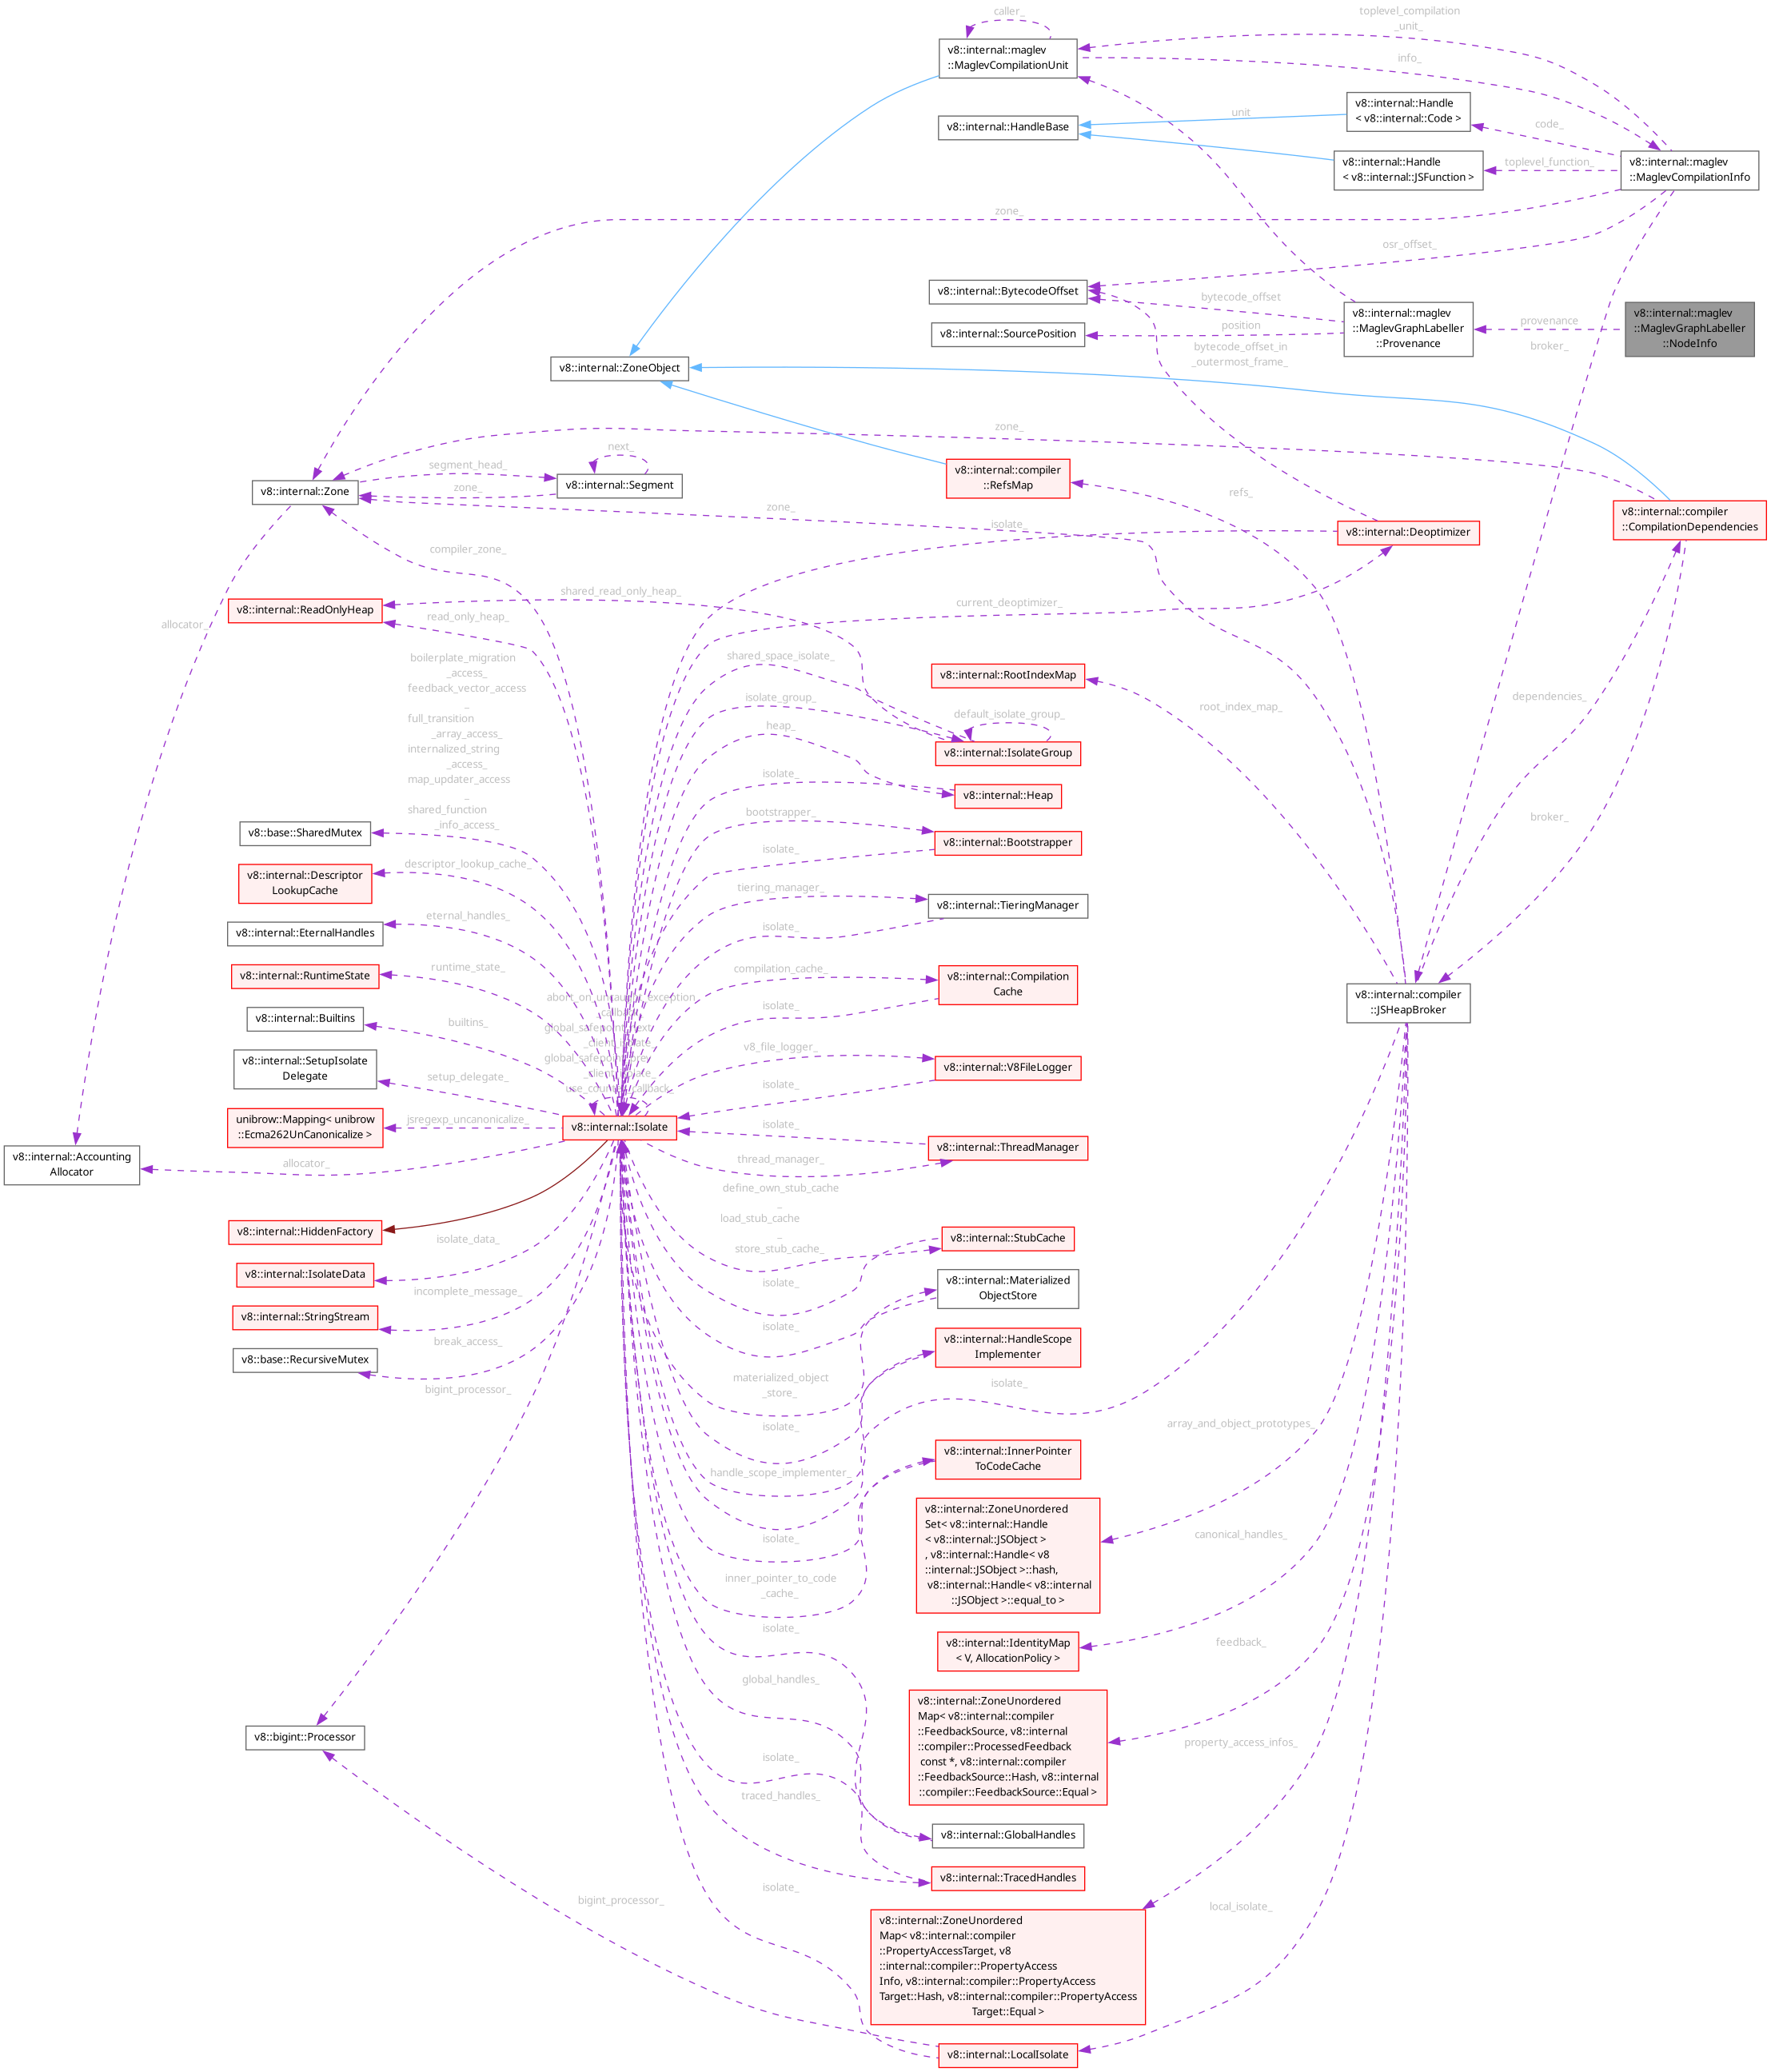 caller_
toplevel_compilation
_unit_
v8::internal::maglev
::MaglevCompilationUnit
info_
v8::internal::HandleBase
unit
v8::internal::Handle
< v8::internal::Code >
code_
v8::internal::Handle
< v8::internal::JSFunction >
toplevel_function_
v8::internal::maglev
::MaglevCompilationInfo
zone_
osr_offset_
v8::internal::BytecodeOffset
bytecode_offset
v8::internal::SourcePosition
position
v8::internal::maglev
::MaglevGraphLabeller
::Provenance
provenance
v8::internal::maglev
::MaglevGraphLabeller
::NodeInfo
bytecode_offset_in
_outermost_frame_
broker_
v8::internal::ZoneObject
zone_
next_
segment_head_
v8::internal::Zone
zone_
v8::internal::Segment
v8::internal::compiler
::RefsMap
refs_
zone_
isolate_
v8::internal::Deoptimizer
v8::internal::compiler
::CompilationDependencies
compiler_zone_
shared_read_only_heap_
v8::internal::ReadOnlyHeap
read_only_heap_
current_deoptimizer_
allocator_
boilerplate_migration
_access_
feedback_vector_access
_
full_transition
_array_access_
internalized_string
_access_
map_updater_access
_
shared_function
_info_access_
shared_space_isolate_
v8::internal::RootIndexMap
root_index_map_
dependencies_
isolate_group_
default_isolate_group_
heap_
v8::internal::IsolateGroup
isolate_
v8::internal::Heap
v8::base::SharedMutex
bootstrapper_
v8::internal::Bootstrapper
broker_
isolate_
v8::internal::Descriptor
LookupCache
descriptor_lookup_cache_
tiering_manager_
v8::internal::TieringManager
v8::internal::EternalHandles
eternal_handles_
isolate_
v8::internal::RuntimeState
runtime_state_
compilation_cache_
v8::internal::Compilation
Cache
isolate_
v8::internal::compiler
::JSHeapBroker
abort_on_uncaught_exception
_callback_
global_safepoint_next
_client_isolate_
global_safepoint_prev
_client_isolate_
use_counter_callback_
v8::internal::Builtins
builtins_
v8_file_logger_
v8::internal::V8FileLogger
v8::internal::SetupIsolate
Delegate
setup_delegate_
isolate_
unibrow::Mapping< unibrow
::Ecma262UnCanonicalize >
jsregexp_uncanonicalize_
v8::internal::Isolate
isolate_
v8::internal::ThreadManager
thread_manager_
v8::internal::Accounting
Allocator
allocator_
v8::internal::HiddenFactory
define_own_stub_cache
_
load_stub_cache
_
store_stub_cache_
v8::internal::StubCache
isolate_data_
v8::internal::IsolateData
isolate_
v8::internal::Materialized
ObjectStore
incomplete_message_
v8::internal::StringStream
isolate_
v8::internal::HandleScope
Implementer
break_access_
v8::base::RecursiveMutex
bigint_processor_
materialized_object
_store_
isolate_
isolate_
array_and_object_prototypes_
handle_scope_implementer_
v8::internal::InnerPointer
ToCodeCache
isolate_
inner_pointer_to_code
_cache_
v8::internal::ZoneUnordered
Set< v8::internal::Handle
< v8::internal::JSObject >
, v8::internal::Handle< v8
::internal::JSObject >::hash,
v8::internal::Handle< v8::internal
::JSObject >::equal_to >
canonical_handles_
isolate_
v8::internal::IdentityMap
< V, AllocationPolicy >
feedback_
global_handles_
v8::internal::ZoneUnordered
Map< v8::internal::compiler
::FeedbackSource, v8::internal
::compiler::ProcessedFeedback
const *, v8::internal::compiler
::FeedbackSource::Hash, v8::internal
::compiler::FeedbackSource::Equal >
property_access_infos_
v8::bigint::Processor
isolate_
traced_handles_
v8::internal::GlobalHandles
v8::internal::TracedHandles
isolate_
bigint_processor_
local_isolate_
v8::internal::ZoneUnordered
Map< v8::internal::compiler
::PropertyAccessTarget, v8
::internal::compiler::PropertyAccess
Info, v8::internal::compiler::PropertyAccess
Target::Hash, v8::internal::compiler::PropertyAccess
Target::Equal >
v8::internal::LocalIsolate